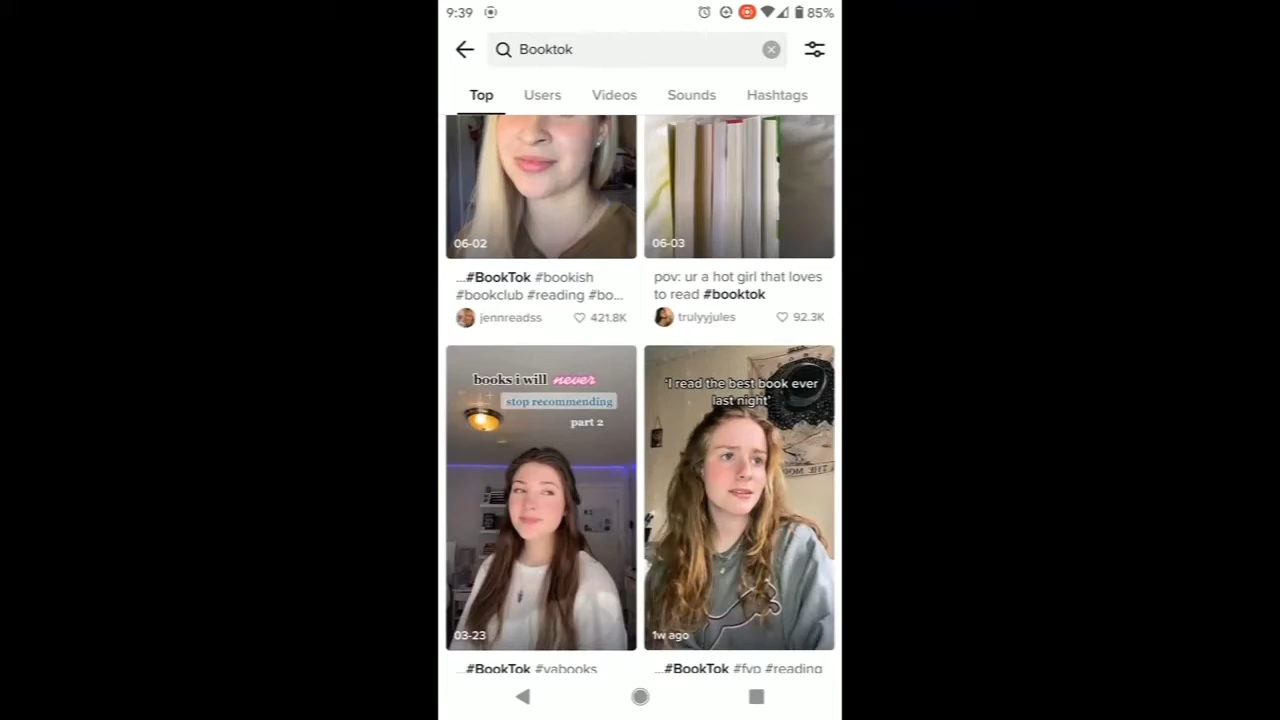 9:39
85%
Booktok
Top Users Videos Sounds Hashtags
06-02
06-03
...#BookTok #bookish
#bookclub #reading #bo...
jennreadss 421.8K
pov: ur a hot girl that loves
to read #booktok
trulyyjules 92.3K
books i will never
stop recommending
part 2
03-23
'I read the best book ever
last night'
1w ago
...#BookTok #yabooks
...#BookTok #fyp #reading